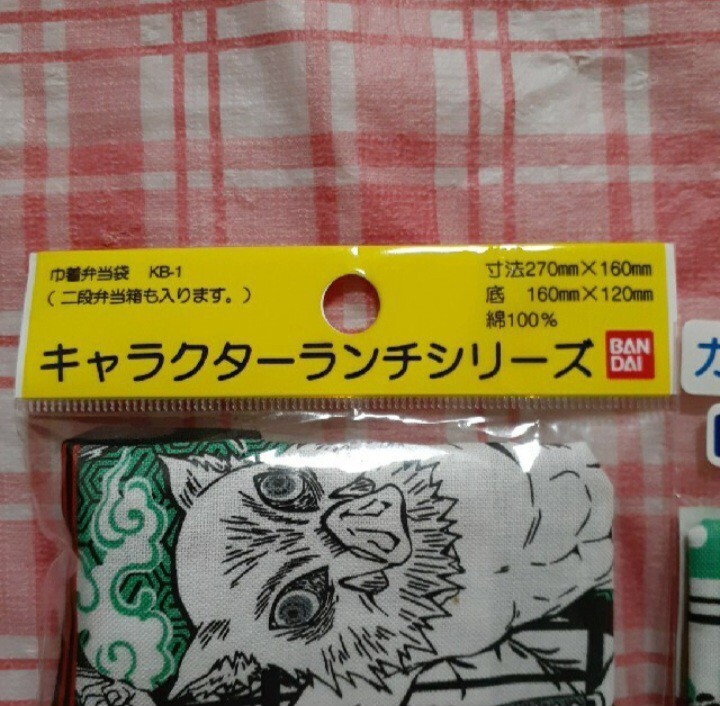 巾着弁当袋 KB-1
(二段弁当箱も入ります。)
寸法270mm×160mm
底 160mm×120mm
綿100%
キャラクターランチシリーズ
BAN
DAI
カ